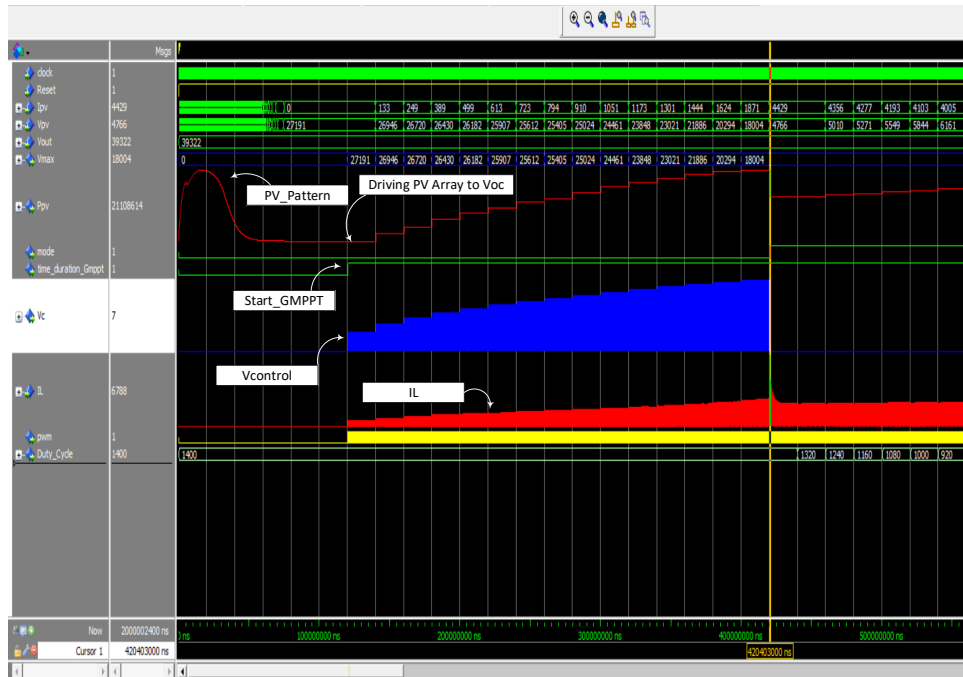 Msgs
clock 1
Reset 1
Ipv 4429 0 133 249 389 499 613 723 794 910 1051 1173 1301 1444 1624 1871 4429 4356 4277 4193 4103 4005
Vpv 4766 27191 26946 26720 26430 26182 25907 25612 25405 25024 24461 23848 23021 21886 20294 18004 4766 5010 5271 5549 5844 6161
Vout 39322 39322
Vmax 18004 0 27191 26946 26720 26430 26182 25907 25612 25405 25024 24461 23848 23021 21886 20294 18004
PV_Pattern
Driving PV Array to Voc
Ppv 21108614
mode 1
time_duration_Gmppt 1
Start_GMPPT
Vc 7
Vcontrol
IL 6788
IL
pwm 1
Duty_Cycle 1400 1400 1320 1240 1160 1080 1000 920
Now 2000002400 ns
100000000 ns 200000000 ns 300000000 ns 400000000 ns 500000000 ns
Cursor 1 420403000 ns 420403000 ns